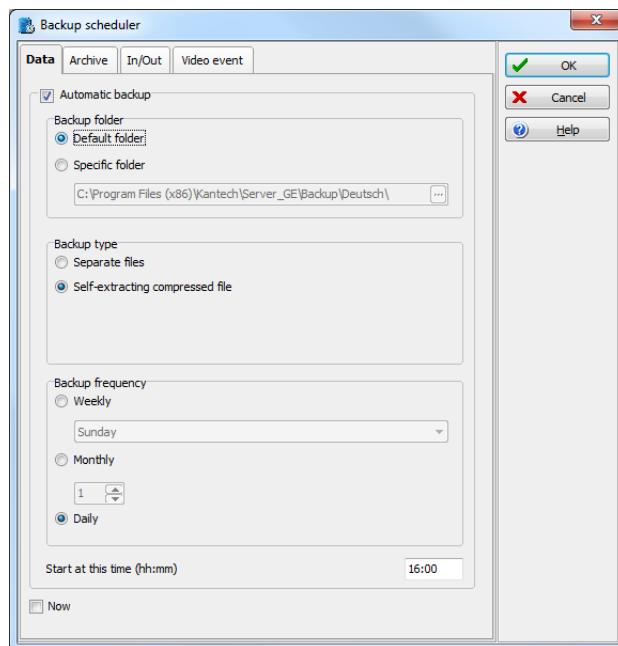 Backup scheduler
Data Archive In/Out Video event
OK
Cancel
Help
Automatic backup
Backup folder
Default folder
Specific folder
C:\Program Files (x86)\Kantech\Server_GE\Backup\Deutsch\ ...
Backup type
Separate files
Self-extracting compressed file
Backup frequency
Weekly
Sunday
Monthly
1
Daily
Start at this time (hh:mm) 16:00
Now